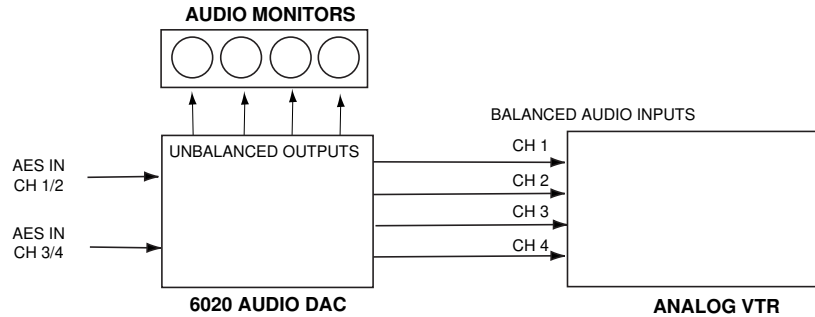 AUDIO MONITORS
BALANCED AUDIO INPUTS
UNBALANCED OUTPUTS
CH 1
AES IN
CH 1/2
CH 2
CH 3
AES IN
CH 3/4
CH 4
6020 AUDIO DAC
ANALOG VTR